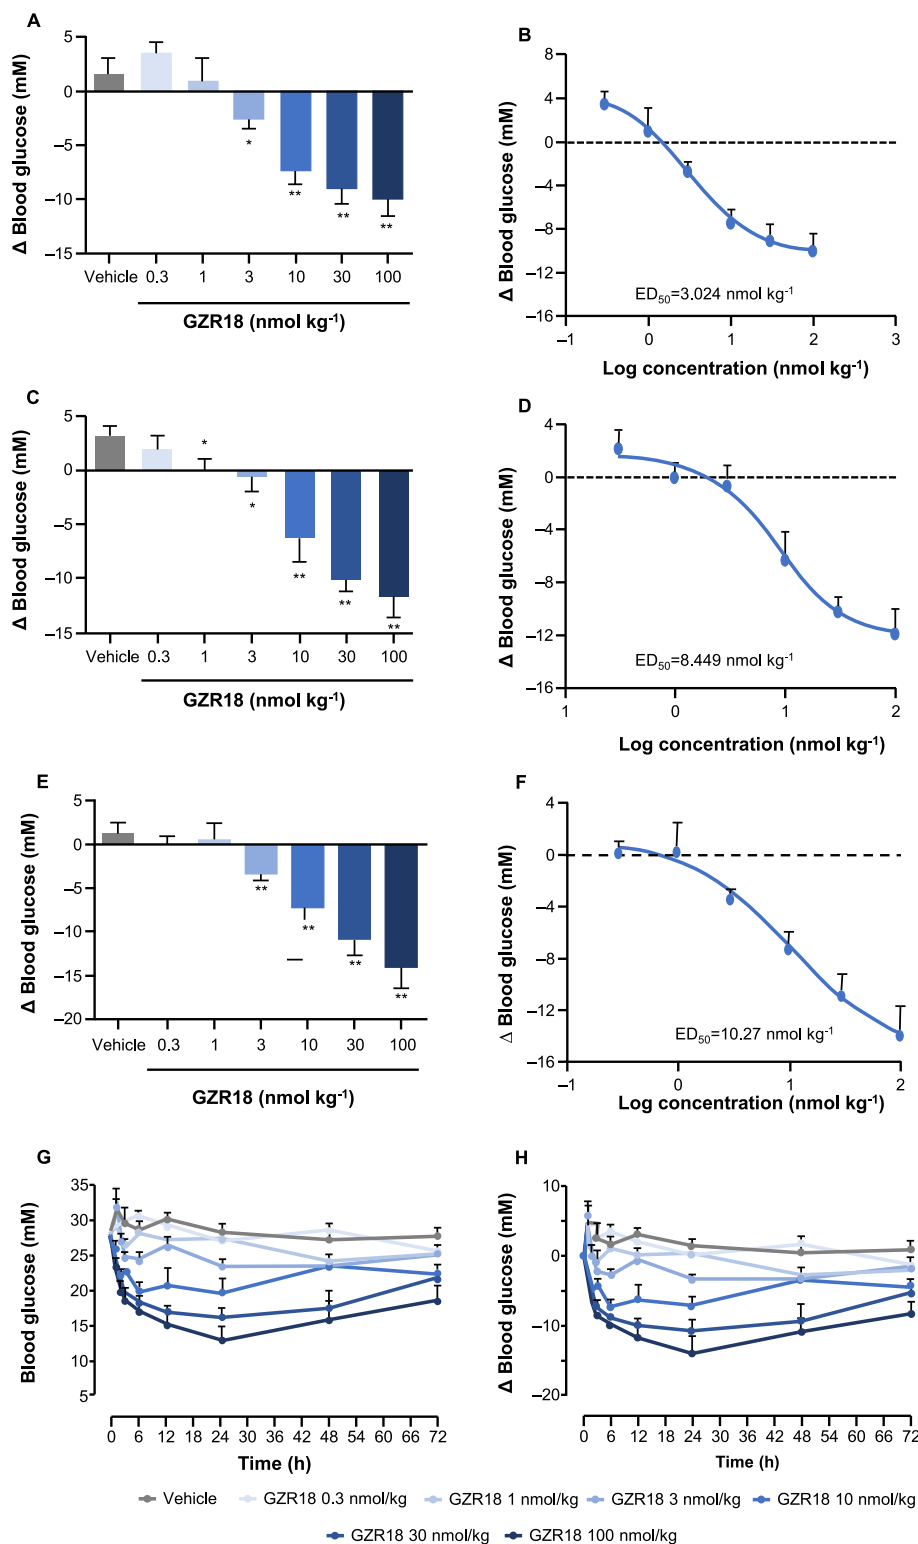 A
5
0
–5
–10
–15
Δ Blood glucose (mM)
*
**
**
**
Vehicle 0.3 1 3 10 30 100
GZR18 (nmol kg-1)
B
8
4
0
–4
–8
–12
–16
Δ Blood glucose (mM)
ED50=3.024 nmol kg-1
–1 0 1 2 3
Log concentration (nmol kg-1)
C
5
0
–5
–10
–15
Δ Blood glucose (mM)
*
*
**
**
**
Vehicle 0.3 1 3 10 30 100
GZR18 (nmol kg-1)
D
4
0
–4
–8
–12
–16
Δ Blood glucose (mM)
ED50=8.449 nmol kg-1
1 0 1 2
Log concentration (nmol kg-1)
E
5
0
–5
–10
–15
–20
Δ Blood glucose (mM)
**
**
**
**
Vehicle 0.3 1 3 10 30 100
GZR18 (nmol kg-1)
F
4
0
–4
–8
–12
–16
Δ Blood glucose (mM)
ED50=10.27 nmol kg-1
–1 0 1 2
Log concentration (nmol kg-1)
G
35
30
25
20
15
10
5
Blood glucose (mM)
0 6 12 18 24 30 36 42 48 54 60 66 72
Time (h)
H
10
0
–10
–20
Δ Blood glucose (mM)
0 6 12 18 24 30 36 42 48 54 60 66 72
Time (h)
Vehicle GZR18 0.3 nmol/kg GZR18 1 nmol/kg GZR18 3 nmol/kg GZR18 10 nmol/kg
GZR18 30 nmol/kg GZR18 100 nmol/kg